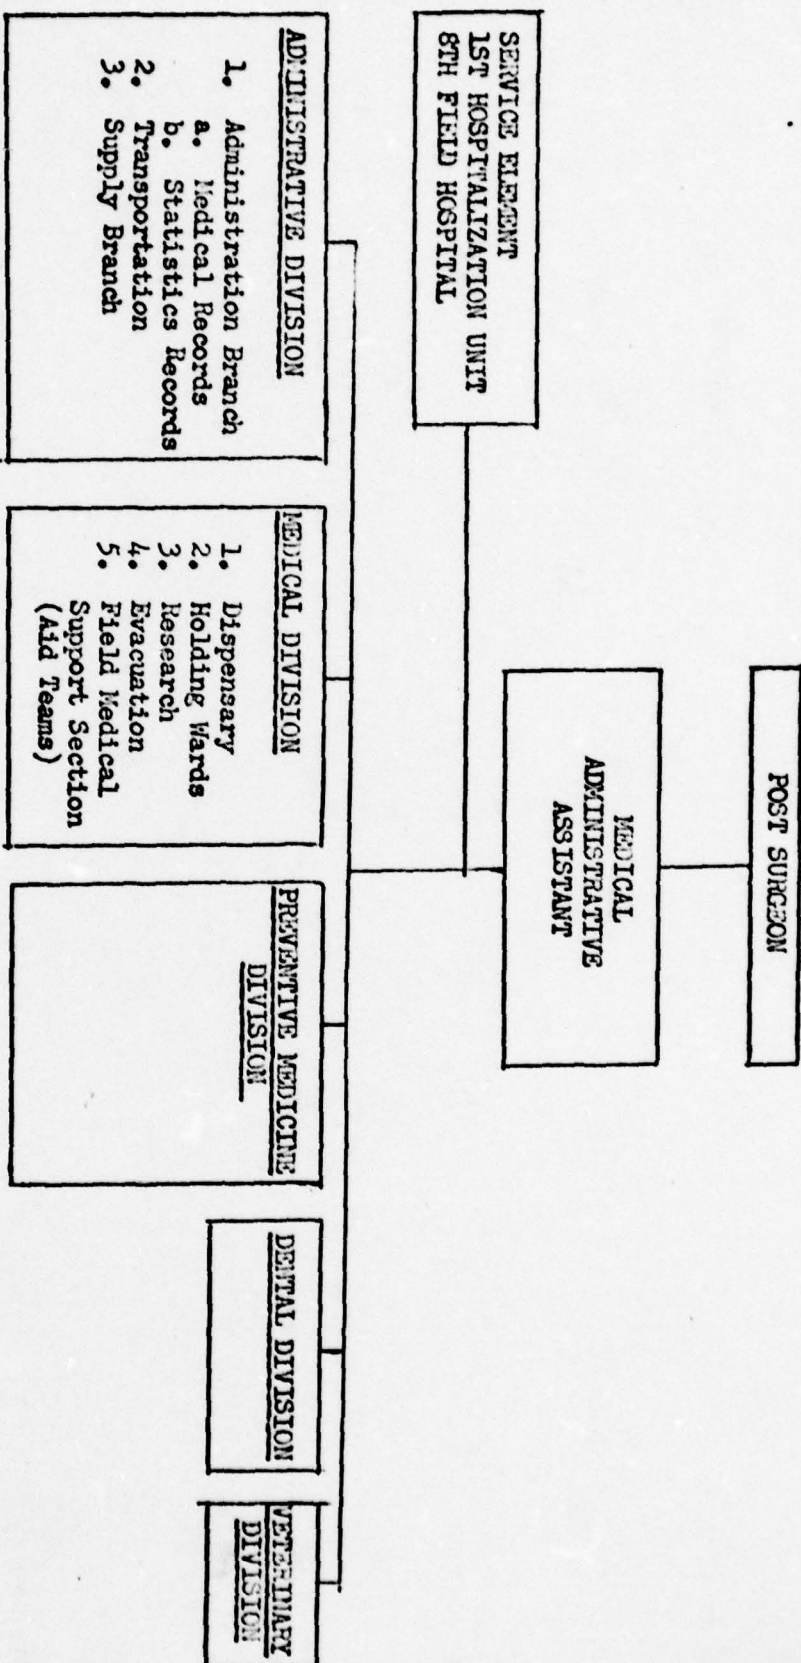 POST SURGEON
MEDICAL
ADMINISTRATIVE
ASSISTANT
SERVICE ELEMENT
1ST HOSPITALIZATION UNIT
8TH FIELD HOSPITAL
ADMINISTRATIVE DIVISION
1. Administration Branch
a. Medical Records
b. Statistics Records
2. Transportation
3. Supply Branch
MEDICAL DIVISION
1. Dispensary
2. Holding Wards
3. Research
4. Evacuation
5. Field Medical
Support Section
(Aid Teams)
PREVENTIVE MEDICINE
DIVISION
DENTAL DIVISION
VETERINARY
DIVISION